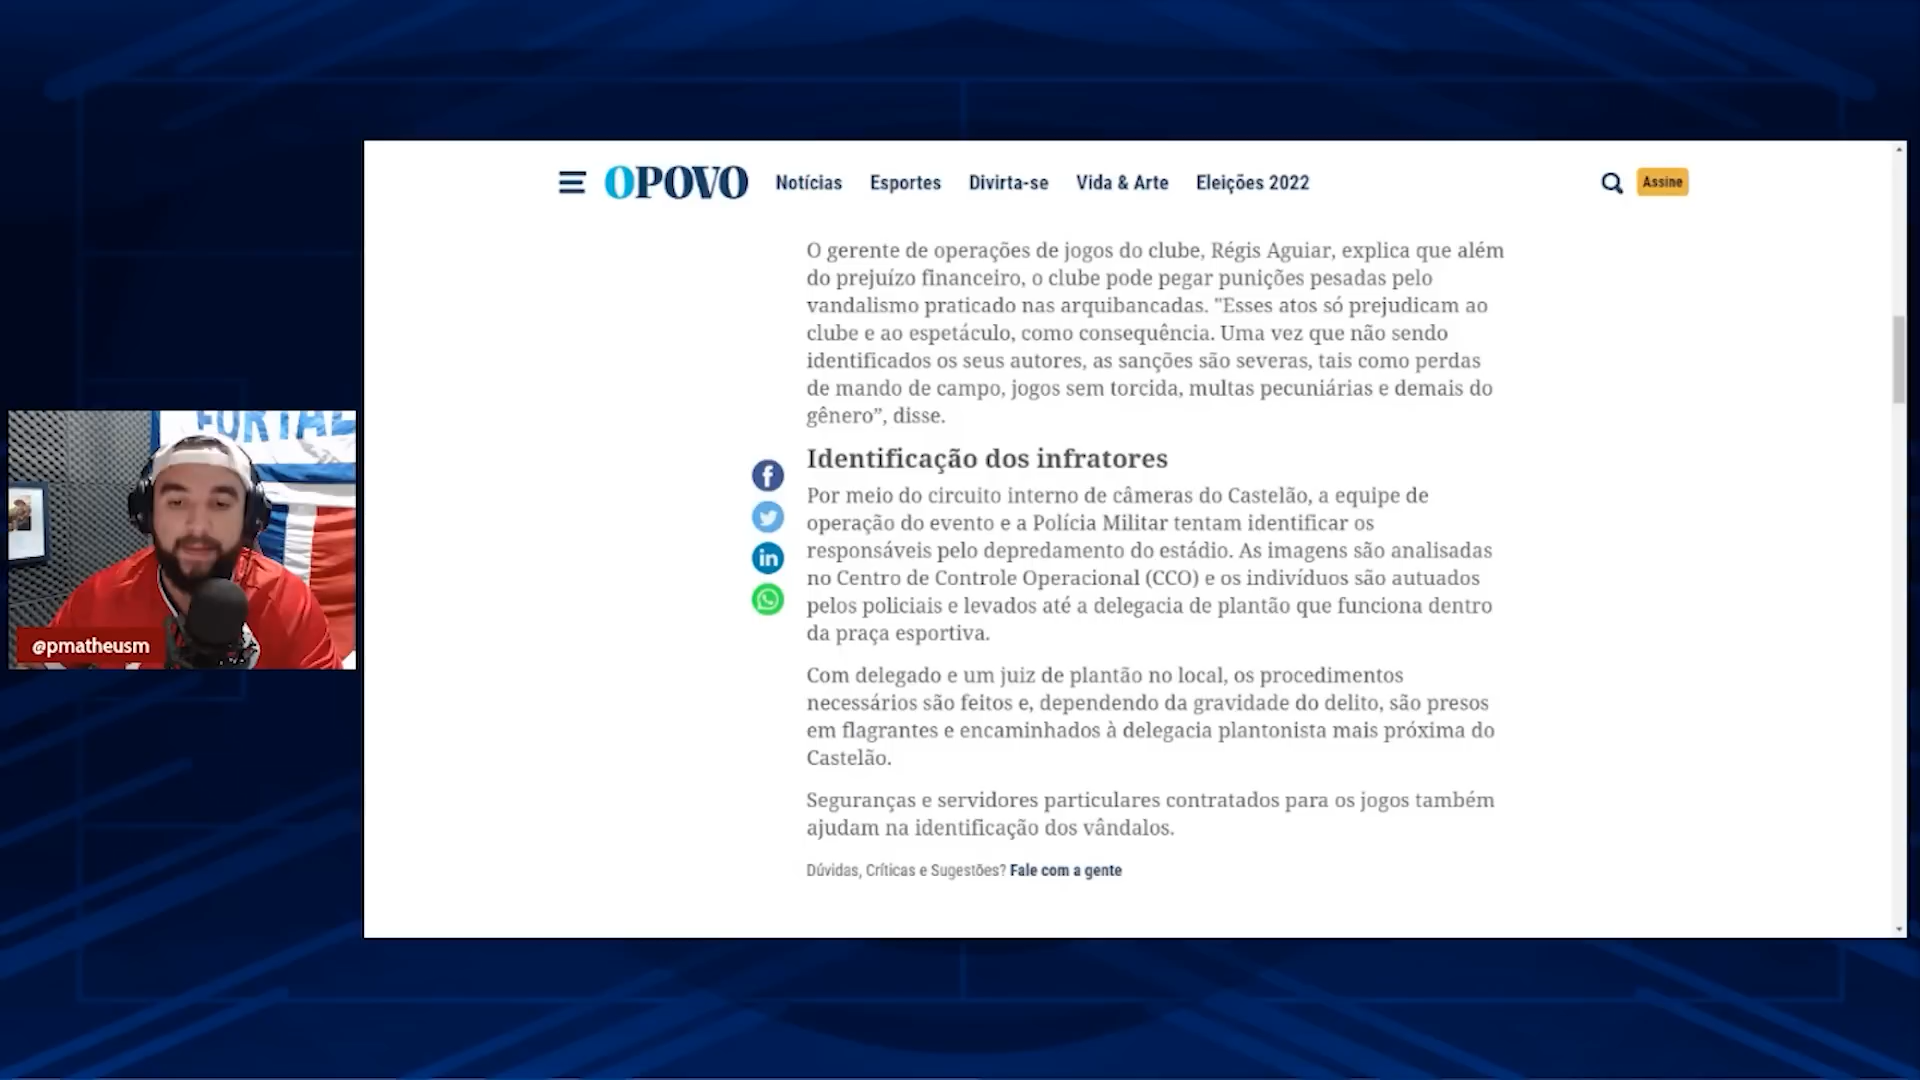 OPOVO Notícias Esportes Divirta-se Vida & Arte Eleições 2022 Assine
O gerente de operações de jogos do clube, Régis Aguiar, explica que além
do prejuízo financeiro, o clube pode pegar punições pesadas pelo
vandalismo praticado nas arquibancadas. "Esses atos só prejudicam ao
clube e ao espetáculo, como consequência. Uma vez que não sendo
identificados os seus autores, as sanções são severas, tais como perdas
de mando de campo, jogos sem torcida, multas pecuniárias e demais do
gênero”, disse.
Identificação dos infratores
Por meio do circuito interno de câmeras do Castelão, a equipe de
operação do evento e a Polícia Militar tentam identificar os
responsáveis pelo depredamento do estádio. As imagens são analisadas
no Centro de Controle Operacional (CCO) e os indivíduos são autuados
pelos policiais e levados até a delegacia de plantão que funciona dentro
da praça esportiva.
Com delegado e um juiz de plantão no local, os procedimentos
necessários são feitos e, dependendo da gravidade do delito, são presos
em flagrantes e encaminhados à delegacia plantonista mais próxima do
Castelão.
Seguranças e servidores particulares contratados para os jogos também
ajudam na identificação dos vândalos.
Dúvidas, Críticas e Sugestões? Fale com a gente
@pmatheusm